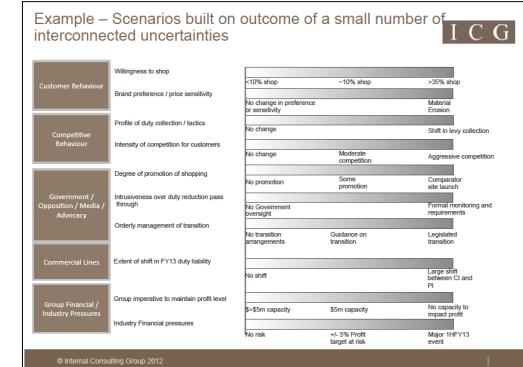 Example – Scenarios built on outcome of a small number of
interconnected uncertainties
I C G
Customer Behaviour
Willingness to shop
<10% shop ~10% shop >35% shop
Brand preference / price sensitivity
No change in preference
or sensitivity
Material
Erosion
Competitive
Behaviour
Profile of duty collection / tactics
No change Shift in levy collection
Intensity of competition for customers
No change
Moderate
competition
Aggressive competition
Government /
Opposition / Media /
Advocacy
Degree of promotion of shopping
No promotion
Some
promotion
Comparator
site launch
Intrusiveness over duty reduction pass
through
No Government
oversight
Formal monitoring and
requirements
Orderly management of transition
No transition
arrangements
Guidance on
transition
Legislated
transition
Commercial Lines
Extent of shift in FY13 duty liability
No shift
Large shift
between CI and
PI
Group Financial /
Industry Pressures
Group imperative to maintain profit level
$>$5m capacity $5m capacity
No capacity to
impact profit
Industry Financial pressures
No risk
+/- 5% Profit
target at risk
Major 1HFY13
event
© Internal Consulting Group 2012